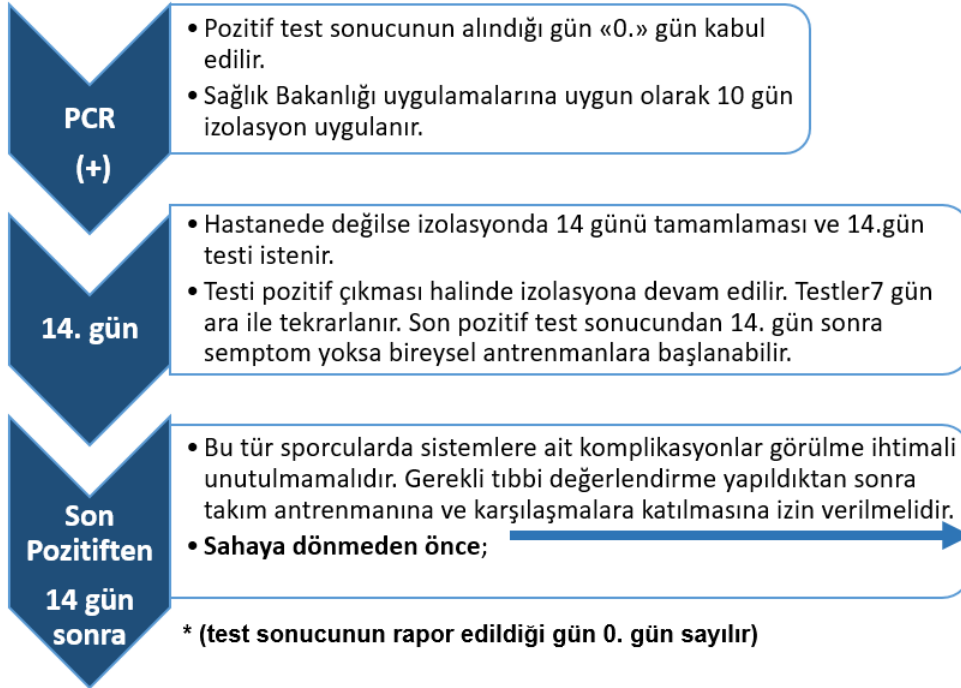 PCR
(+)
• Pozitif test sonucunun alındığı gün «0.» gün kabul
edilir.
• Sağlık Bakanlığı uygulamalarına uygun olarak 10 gün
izolasyon uygulanır.
14. gün
• Hastanede değilse izolasyonda 14 günü tamamlaması ve 14.gün
testi istenir.
• Testi pozitif çıkması halinde izolasyona devam edilir. Testler7 gün
ara ile tekrarlanır. Son pozitif test sonucundan 14. gün sonra
semptom yoksa bireysel antrenmanlara başlanabilir.
Son
Pozitiften
14 gün
sonra
• Bu tür sporcularda sistemlere ait komplikasyonlar görülme ihtimali
unutulmamalıdır. Gerekli tıbbi değerlendirme yapıldıktan sonra
takım antrenmanına ve karşılaşmalara katılmasına izin verilmelidir.
• Sahaya dönmeden önce;
* (test sonucunun rapor edildiği gün 0. gün sayılır)